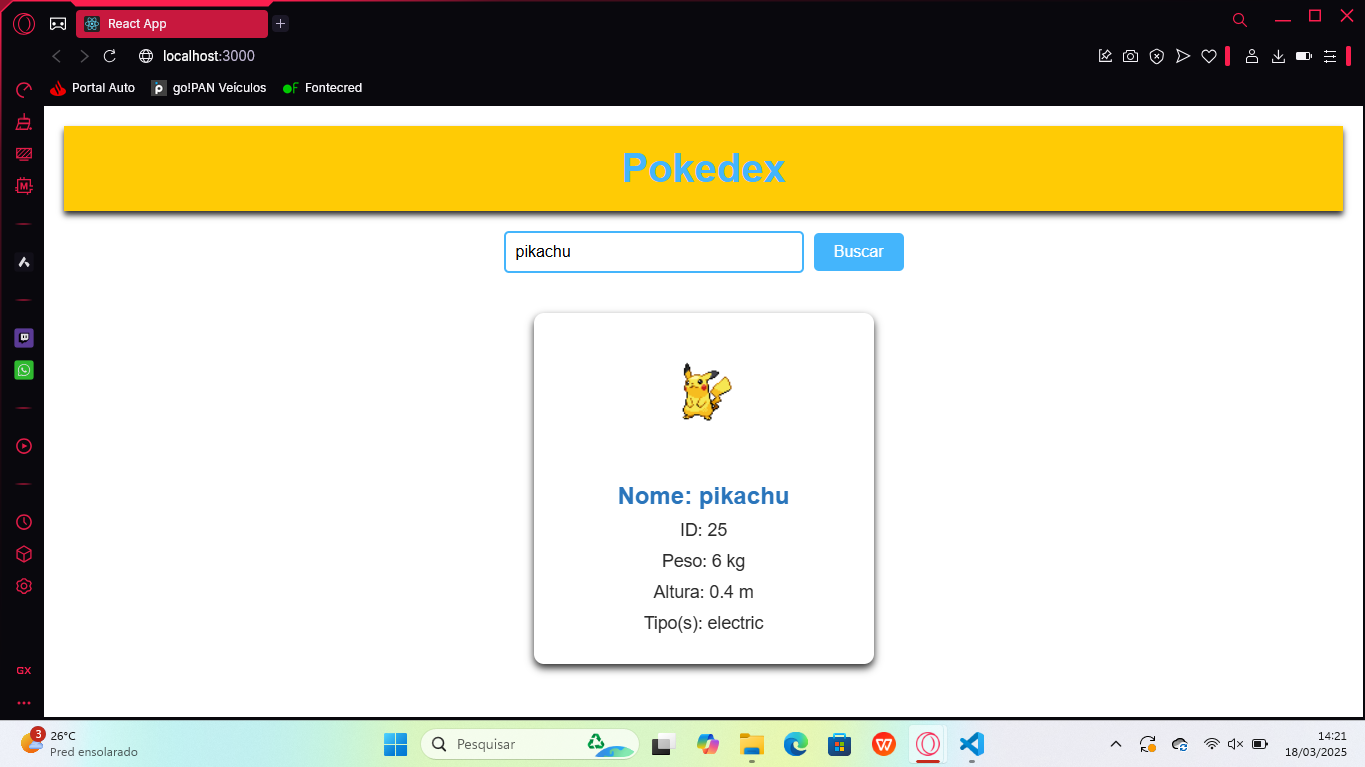 React App
localhost:3000
Portal Auto
go!PAN Veículos
Fontecred
Pokedex
pikachu
Buscar
Nome: pikachu
ID: 25
Peso: 6 kg
Altura: 0.4 m
Tipo(s): electric
GX
3
26°C
Pred ensolarado
Pesquisar
14:21
18/03/2025